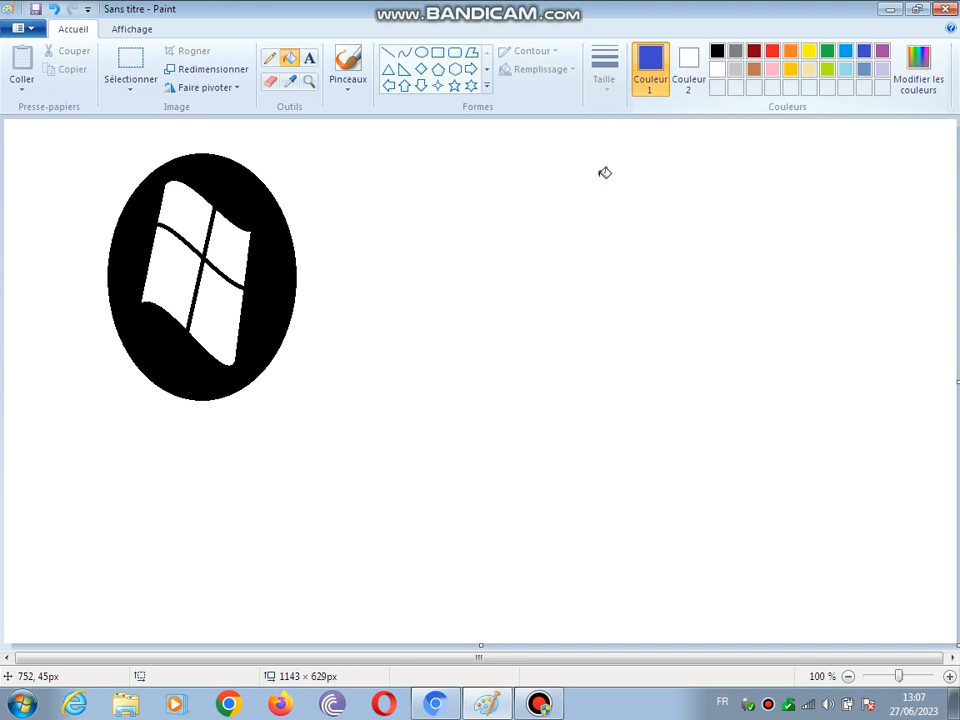 Sans titre - Paint
www.BANDICAM.com
Accueil
Affichage
Coller
Couper
Copier
Presse-papiers
Sélectionner
Rogner
Redimensionner
Faire pivoter
Image
A
Outils
Pinceaux
Contour
Remplissage
Formes
Taille
Couleur
1
Couleur
2
Modifier les
couleurs
Couleurs
752, 45px
1143 × 629px
100 %
FR
13:07
27/06/2023